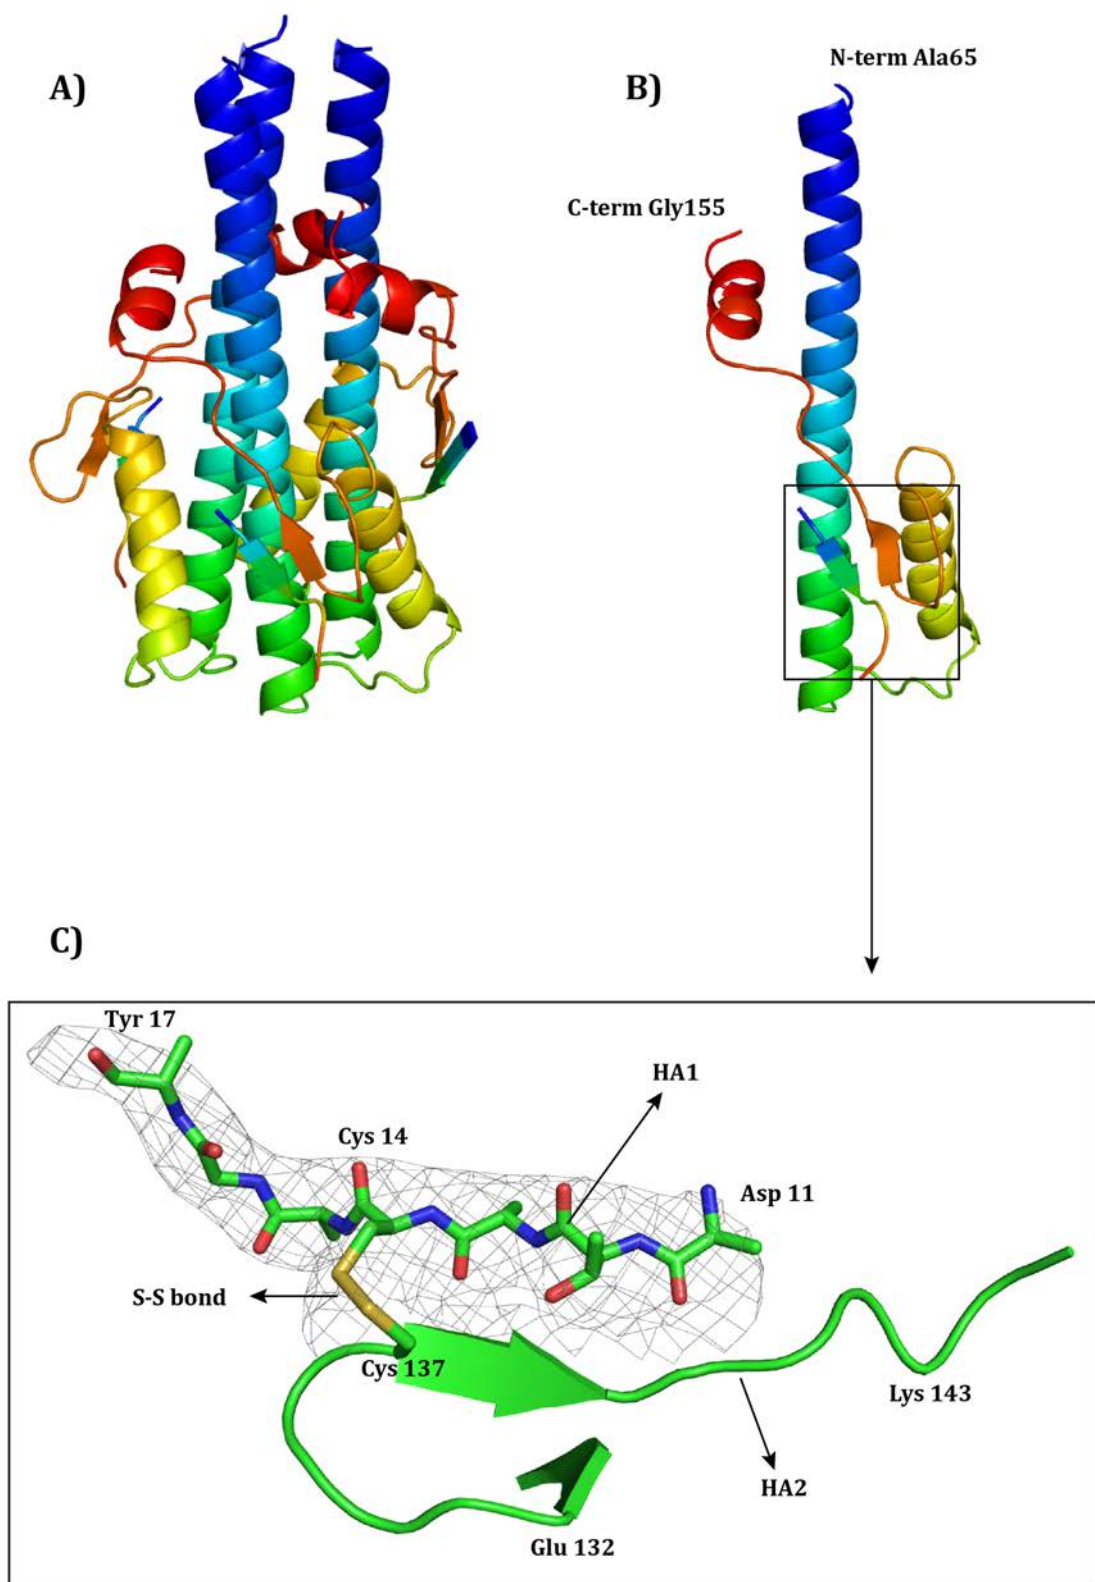 A)
B)
N-term Ala65
C-term Gly155
C)
Tyr 17
HA1
Cys 14
Asp 11
S-S bond
Cys 137
Lys 143
HA2
Glu 132